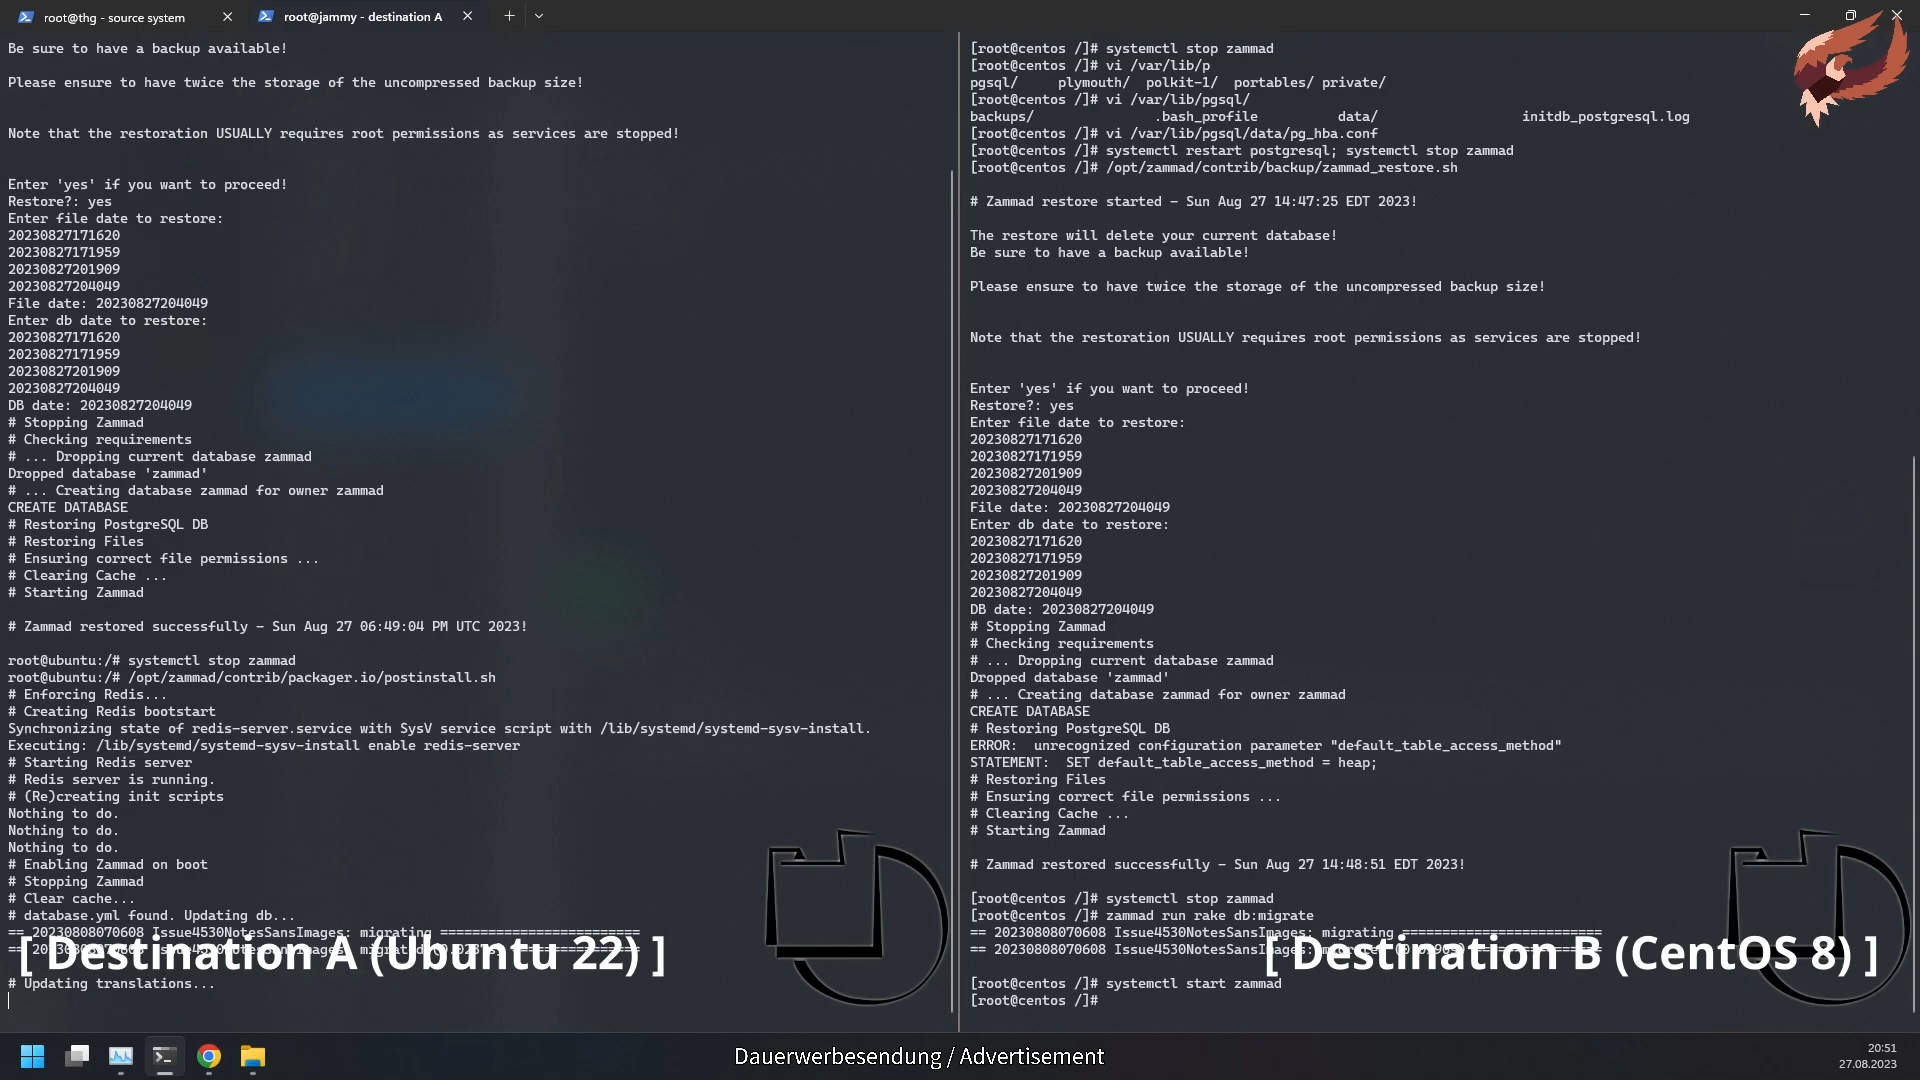 root@thg - source system
root@jammy - destination A
Be sure to have a backup available!
Please ensure to have twice the storage of the uncompressed backup size!
Note that the restoration USUALLY requires root permissions as services are stopped!
Enter 'yes' if you want to proceed!
Restore?: yes
Enter file date to restore:
20230827171620
20230827171959
20230827201909
20230827204049
File date: 20230827204049
Enter db date to restore:
20230827171620
20230827171959
20230827201909
20230827204049
DB date: 20230827204049
# Stopping Zammad
# Checking requirements
# ... Dropping current database zammad
Dropped database 'zammad'
# ... Creating database zammad for owner zammad
CREATE DATABASE
# Restoring PostgreSQL DB
# Restoring Files
# Ensuring correct file permissions ...
# Clearing Cache ...
# Starting Zammad
# Zammad restored successfully - Sun Aug 27 06:49:04 PM UTC 2023!
root@ubuntu:/# systemctl stop zammad
root@ubuntu:/# /opt/zammad/contrib/packager.io/postinstall.sh
# Enforcing Redis...
# Creating Redis bootstart
Synchronizing state of redis-server.service with SysV service script with /lib/systemd/systemd-sysv-install.
Executing: /lib/systemd/systemd-sysv-install enable redis-server
# Starting Redis server
# Redis server is running.
# (Re)creating init scripts
Nothing to do.
Nothing to do.
Nothing to do.
# Enabling Zammad on boot
# Stopping Zammad
# Clear cache...
# database.yml found. Updating db...
== 20230808070608 Issue4530NotesSansImages: migrating =========================
[ Destination A (Ubuntu 22) ]
# Updating translations...
[root@centos /]# systemctl stop zammad
[root@centos /]# vi /var/lib/p
pgsql/ plymouth/ polkit-1/ portables/ private/
[root@centos /]# vi /var/lib/pgsql/
backups/ .bash_profile data/ initdb_postgresql.log
[root@centos /]# vi /var/lib/pgsql/data/pg_hba.conf
[root@centos /]# systemctl restart postgresql; systemctl stop zammad
[root@centos /]# /opt/zammad/contrib/backup/zammad_restore.sh
# Zammad restore started - Sun Aug 27 14:47:25 EDT 2023!
The restore will delete your current database!
Be sure to have a backup available!
Please ensure to have twice the storage of the uncompressed backup size!
Note that the restoration USUALLY requires root permissions as services are stopped!
Enter 'yes' if you want to proceed!
Restore?: yes
Enter file date to restore:
20230827171620
20230827171959
20230827201909
20230827204049
File date: 20230827204049
Enter db date to restore:
20230827171620
20230827171959
20230827201909
20230827204049
DB date: 20230827204049
# Stopping Zammad
# Checking requirements
# ... Dropping current database zammad
Dropped database 'zammad'
# ... Creating database zammad for owner zammad
CREATE DATABASE
# Restoring PostgreSQL DB
ERROR:  unrecognized configuration parameter "default_table_access_method"
STATEMENT:  SET default_table_access_method = heap;
# Restoring Files
# Ensuring correct file permissions ...
# Clearing Cache ...
# Starting Zammad
# Zammad restored successfully - Sun Aug 27 14:48:51 EDT 2023!
[root@centos /]# systemctl stop zammad
[root@centos /]# zammad run rake db:migrate
== 20230808070608 Issue4530NotesSansImages: migrating =========================
== 20230808070608 Issue4530NotesSansImages:
[ Destination B (CentOS 8) ]
[root@centos /]# systemctl start zammad
[root@centos /]#
Dauerwerbesendung / Advertisement
20:51
27.08.2023